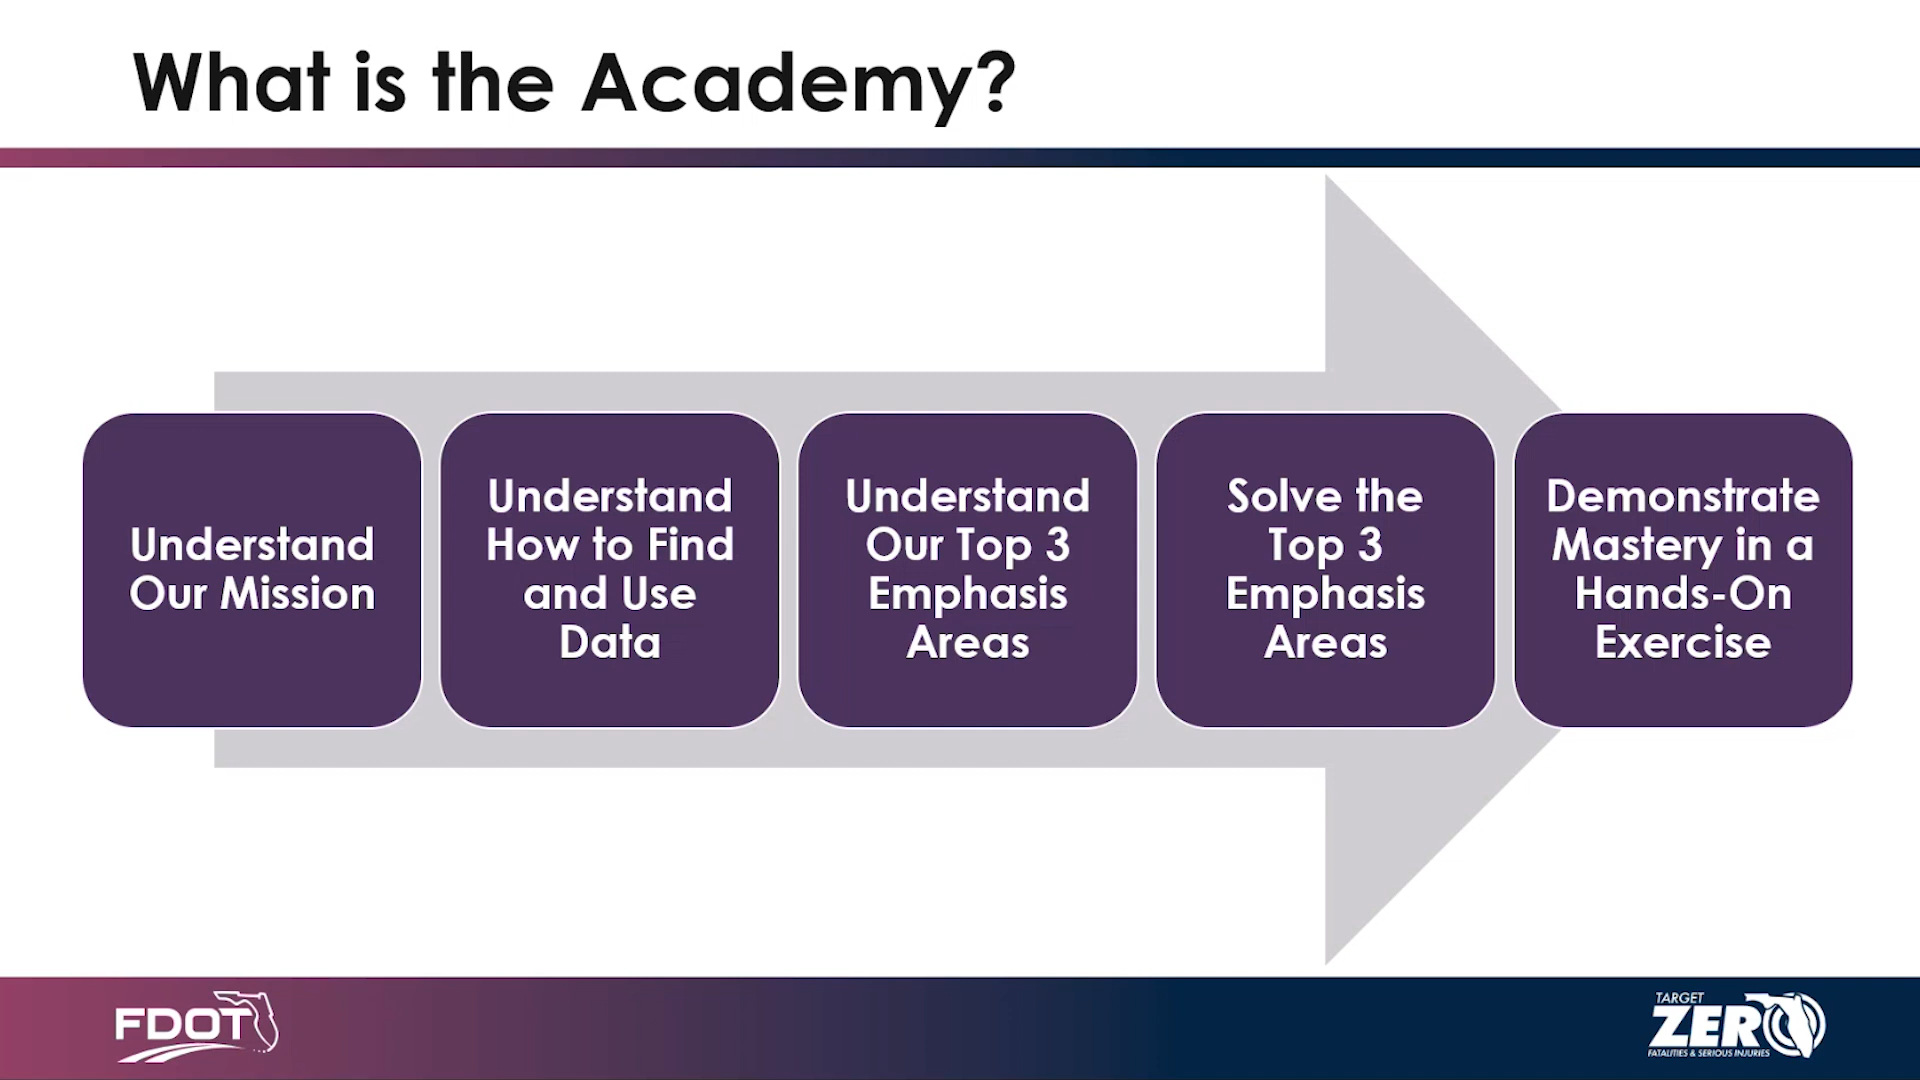 What is the Academy?
Understand
Our Mission
Understand
How to Find
and Use
Data
Understand
Our Top 3
Emphasis
Areas
Solve the
Top 3
Emphasis
Areas
Demonstrate
Mastery in a
Hands-On
Exercise
FDOT
TARGET
ZERO
FATALITIES & SERIOUS INJURIES